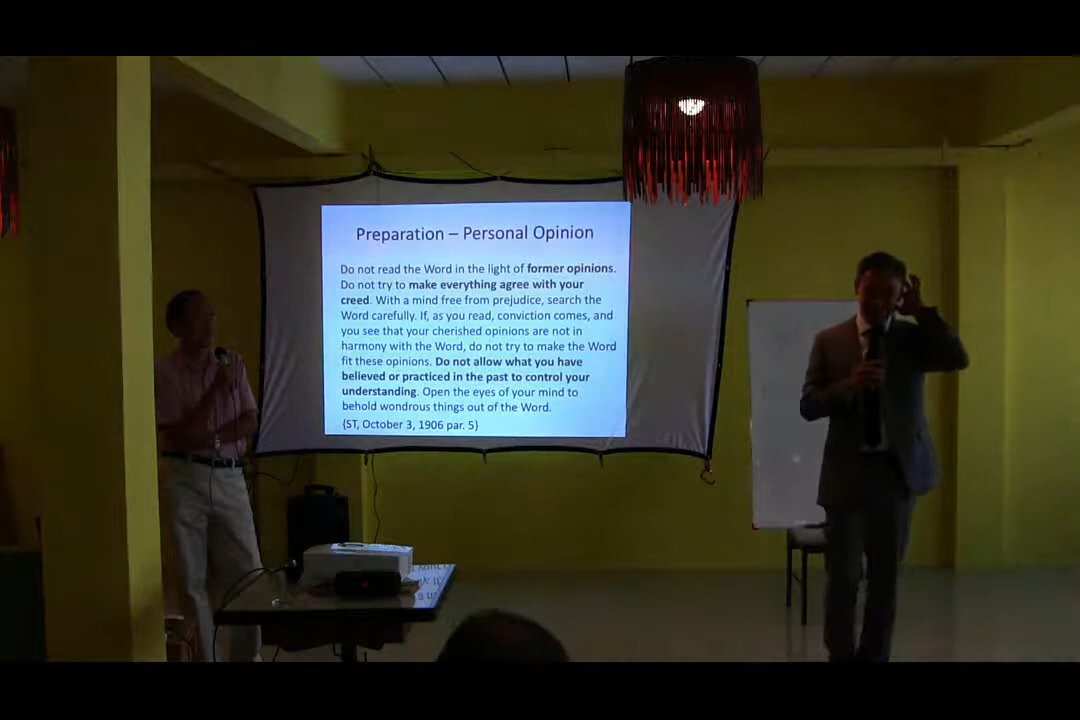 Preparation – Personal Opinion
Do not read the Word in the light of former opinions.
Do not try to make everything agree with your
creed. With a mind free from prejudice, search the
Word carefully. If, as you read, conviction comes, and
you see that your cherished opinions are not in
harmony with the Word, do not try to make the Word
fit these opinions. Do not allow what you have
believed or practiced in the past to control your
understanding. Open the eyes of your mind to
behold wondrous things out of the Word.
{ST, October 3, 1906 par. 5}